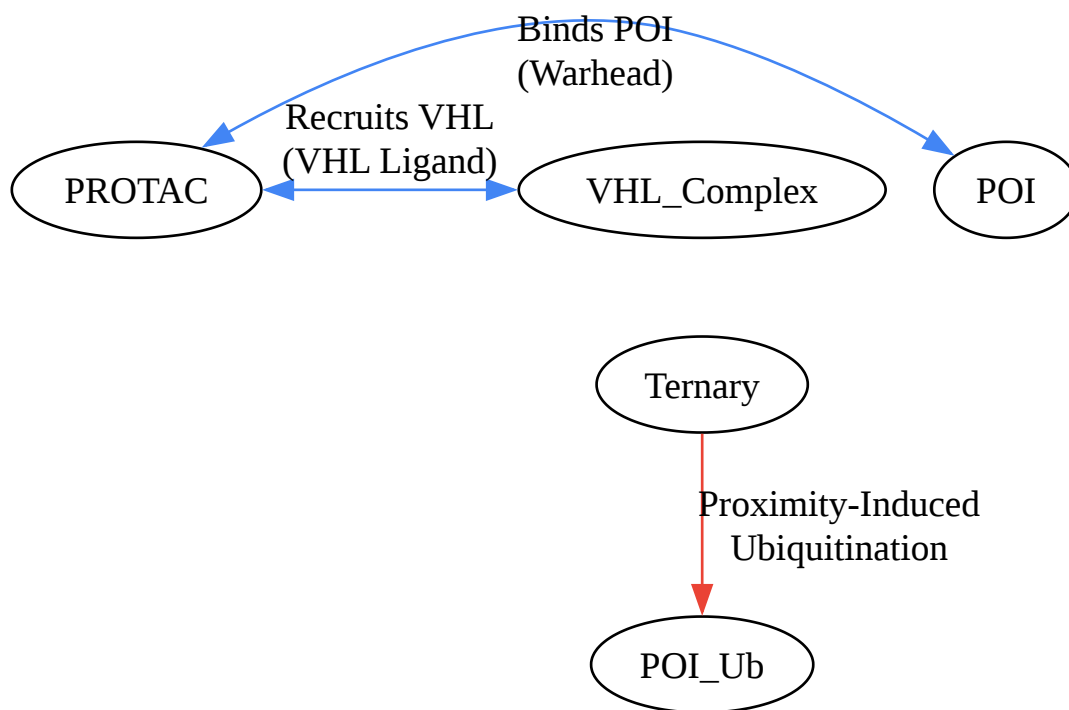 Binds POI
(Warhead)
Recruits VHL
(VHL Ligand)
PROTAC
VHL_Complex
POI
Ternary
Proximity-Induced
Ubiquitination
POI_Ub